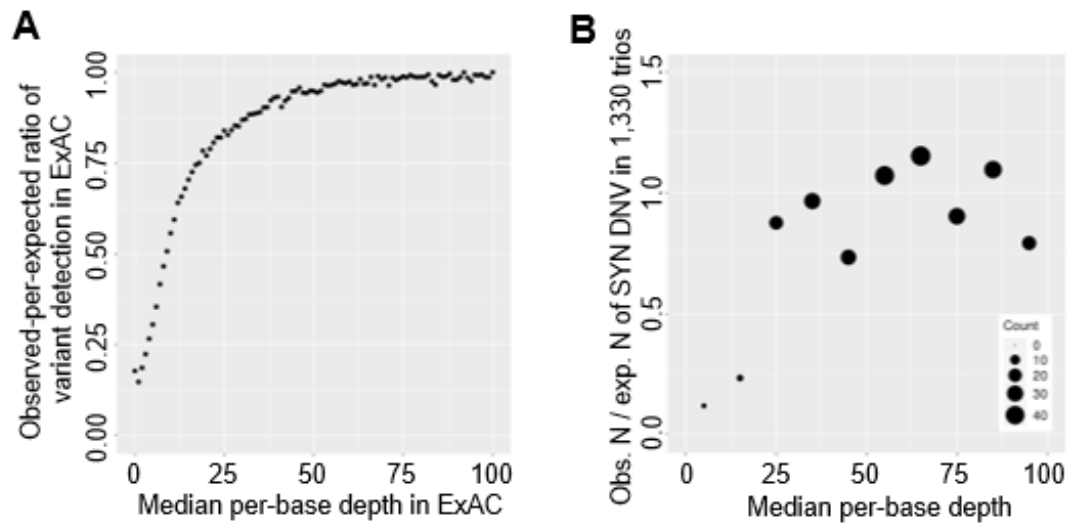 A
Observed-per-expected ratio of
variant detection in ExAC
1.00
0.75
0.50
0.25
0.00
0 25 50 75 100
Median per-base depth in ExAC
B
Obs. N / exp. N of SYN DNV in 1,330 trios
1.5
1.0
0.5
0.0
Count
0
10
20
30
40
0 25 50 75 100
Median per-base depth